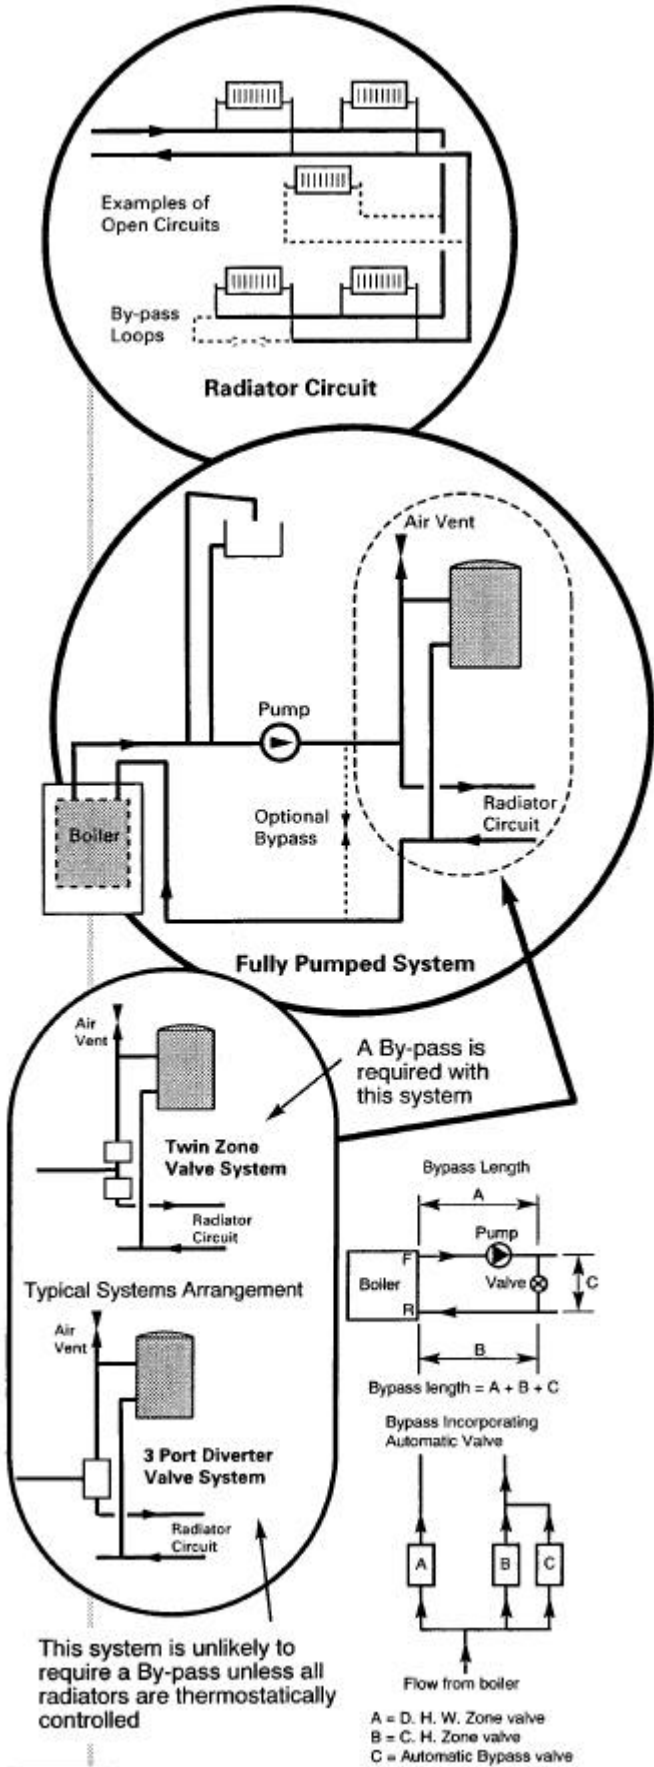 Examples of
Open Circuits
By-pass
Loops
Radiator Circuit
Air Vent
Pump
Boiler
Optional
Bypass
Radiator
Circuit
Fully Pumped System
Air
Vent
A By-pass is
required with
this system
Twin Zone
Valve System
Radiator
Circuit
Typical Systems Arrangement
Air
Vent
3 Port Diverter
Valve System
Radiator
Circuit
This system is unlikely to
require a By-pass unless all
radiators are thermostatically
controlled
Bypass Length
A
Pump
F
Boiler
Valve
C
R
B
Bypass length = A + B + C
Bypass Incorporating
Automatic Valve
A
B
C
Flow from boiler
A = D. H. W. Zone valve
B = C. H. Zone valve
C = Automatic Bypass valve